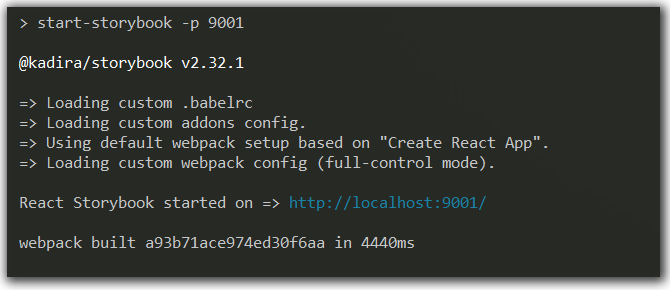 > start-storybook -p 9001
@kadira/storybook v2.32.1
=> Loading custom .babelrc
=> Loading custom addons config.
=> Using default webpack setup based on "Create React App".
=> Loading custom webpack config (full-control mode).
React Storybook started on => http://localhost:9001/
webpack built a93b71ace974ed30f6aa in 4440ms